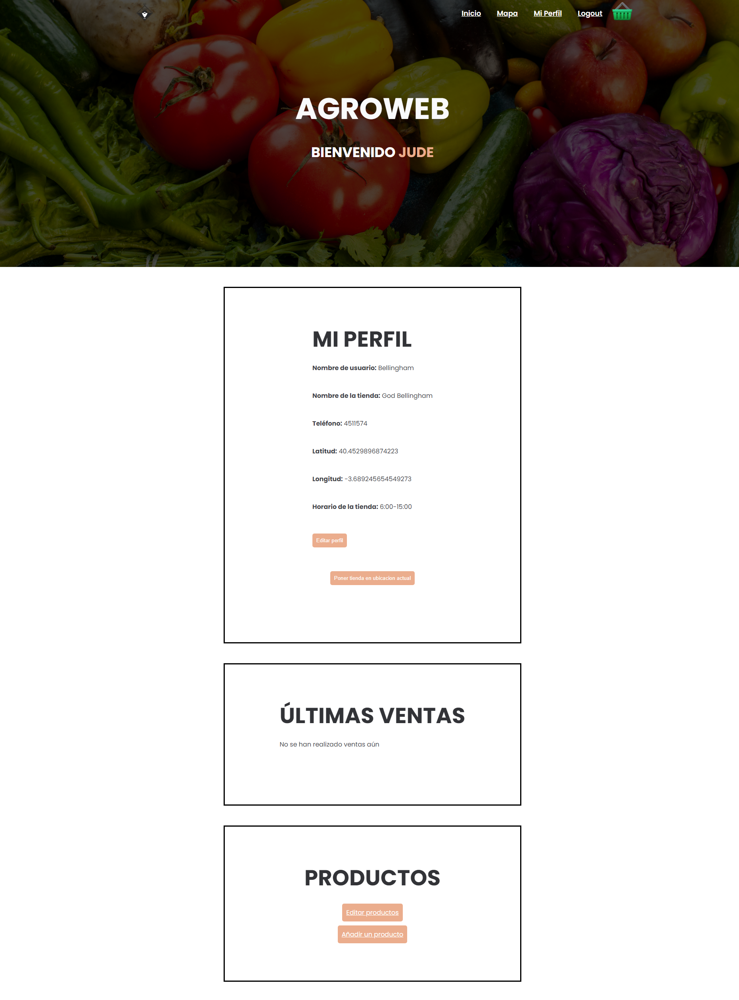 Inicio Mapa Mi Perfil Logout
AGROWEB
BIENVENIDO JUDE
MI PERFIL
Nombre de usuario: Bellingham
Nombre de la tienda: God Bellingham
Teléfono: 4511574
Latitud: 40.4529896874223
Longitud: -3.689245654549273
Horario de la tienda: 6:00-15:00
Editar perfil
Poner tienda en ubicacion actual
ÚLTIMAS VENTAS
No se han realizado ventas aún
PRODUCTOS
Editar productos
Añadir un producto